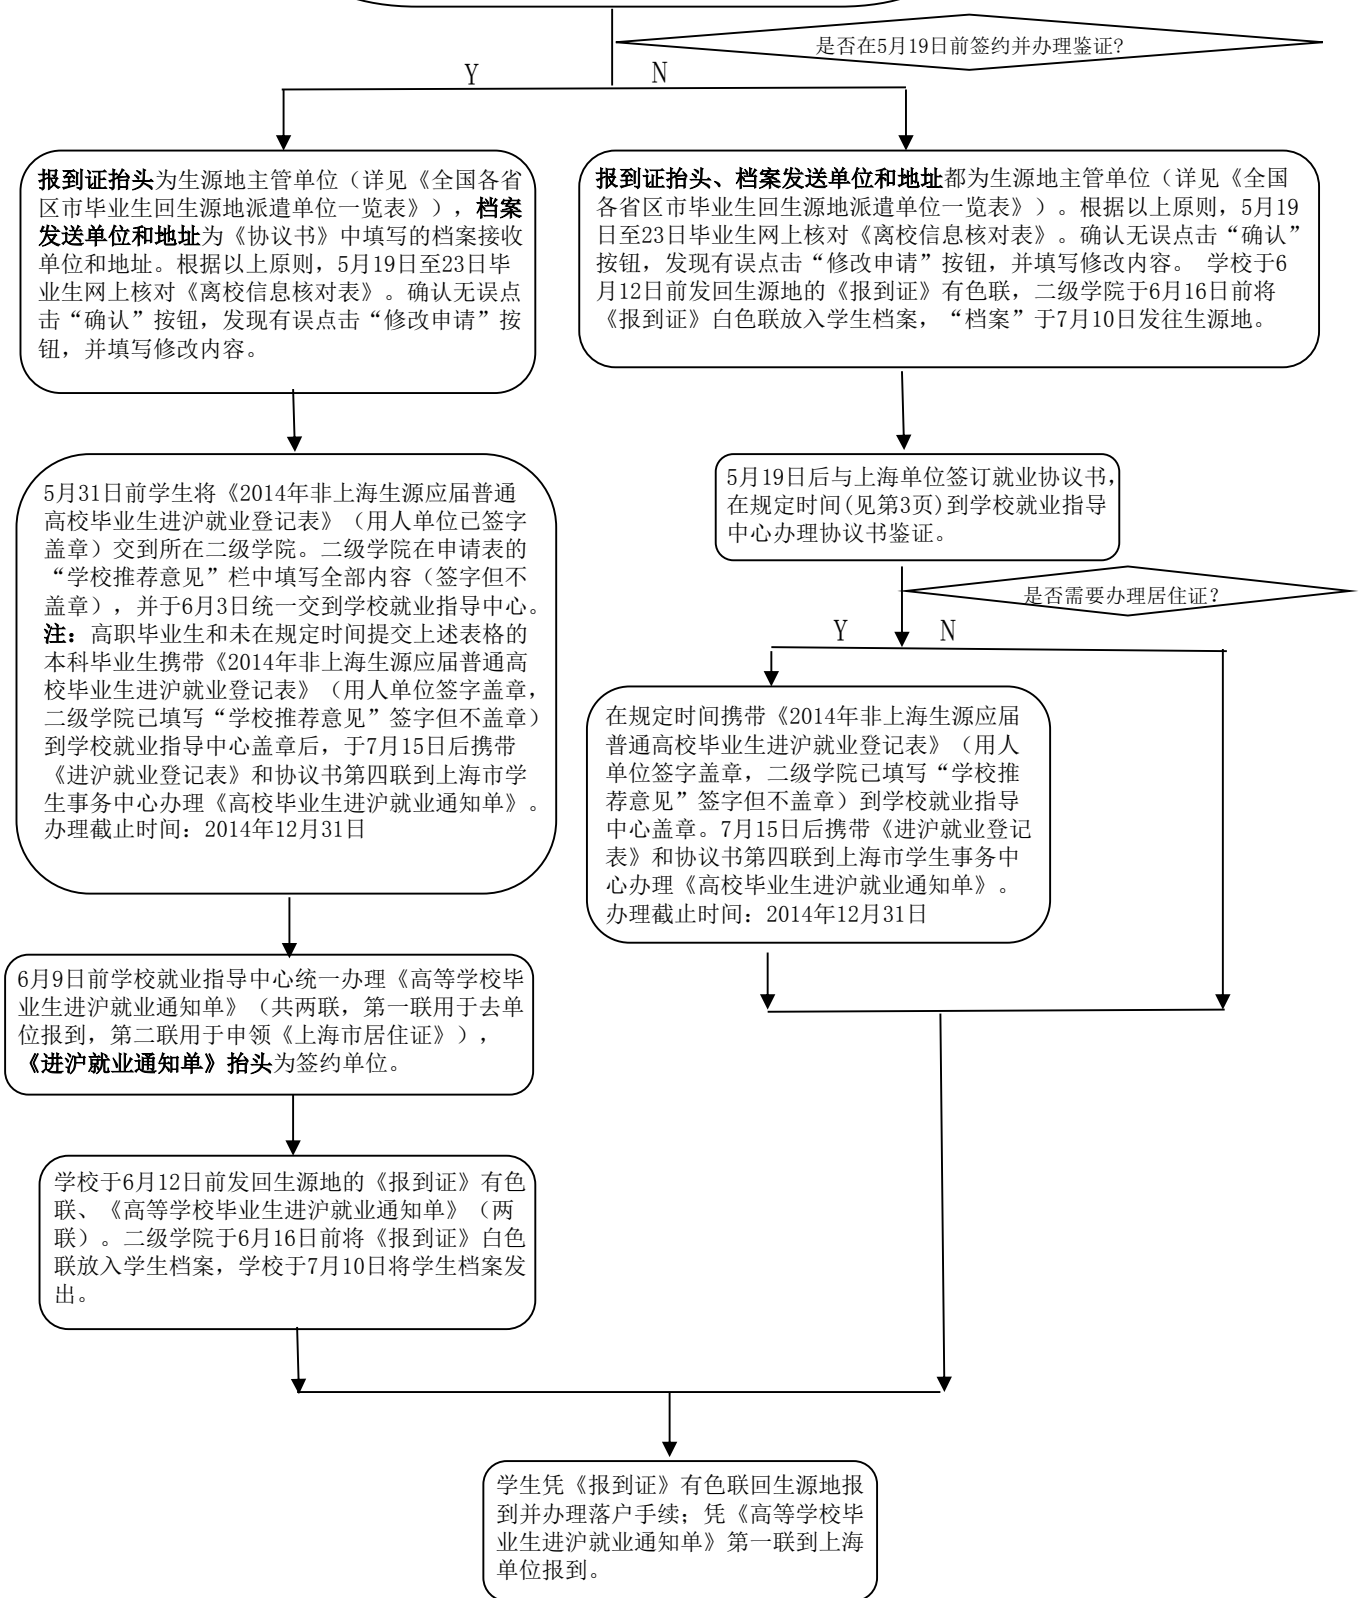 是否在5月19日前签约并办理鉴证?
Y
N
报到证抬头为生源地主管单位（详见《全国各省
区市毕业生回生源地派遣单位一览表》），档案
发送单位和地址为《协议书》中填写的档案接收
单位和地址。根据以上原则，5月19日至23日毕
业生网上核对《离校信息核对表》。确认无误点
击“确认”按钮，发现有误点击“修改申请”按
钮，并填写修改内容。
报到证抬头、档案发送单位和地址都为生源地主管单位（详见《全国
各省区市毕业生回生源地派遣单位一览表》）。根据以上原则，5月19
日至23日毕业生网上核对《离校信息核对表》。确认无误点击“确认”
按钮，发现有误点击“修改申请”按钮，并填写修改内容。 学校于6
月12日前发回生源地的《报到证》有色联，二级学院于6月16日前将
《报到证》白色联放入学生档案，“档案”于7月10日发往生源地。
5月31日前学生将《2014年非上海生源应届普通
高校毕业生进沪就业登记表》（用人单位已签字
盖章）交到所在二级学院。二级学院在申请表的
“学校推荐意见”栏中填写全部内容（签字但不
盖章），并于6月3日统一交到学校就业指导中心。
注：高职毕业生和未在规定时间提交上述表格的
本科毕业生携带《2014年非上海生源应届普通高
校毕业生进沪就业登记表》（用人单位签字盖章，
二级学院已填写“学校推荐意见”签字但不盖章）
到学校就业指导中心盖章后，于7月15日后携带
《进沪就业登记表》和协议书第四联到上海市学
生事务中心办理《高校毕业生进沪就业通知单》。
办理截止时间：2014年12月31日
5月19日后与上海单位签订就业协议书，
在规定时间(见第3页)到学校就业指导
中心办理协议书鉴证。
是否需要办理居住证?
Y
N
在规定时间携带《2014年非上海生源应届
普通高校毕业生进沪就业登记表》（用人
单位签字盖章，二级学院已填写“学校推
荐意见”签字但不盖章）到学校就业指导
中心盖章。7月15日后携带《进沪就业登记
表》和协议书第四联到上海市学生事务中
心办理《高校毕业生进沪就业通知单》。
办理截止时间：2014年12月31日
6月9日前学校就业指导中心统一办理《高等学校毕
业生进沪就业通知单》（共两联，第一联用于去单
位报到，第二联用于申领《上海市居住证》），
《进沪就业通知单》抬头为签约单位。
学校于6月12日前发回生源地的《报到证》有色
联、《高等学校毕业生进沪就业通知单》（两
联）。二级学院于6月16日前将《报到证》白色
联放入学生档案，学校于7月10日将学生档案发
出。
学生凭《报到证》有色联回生源地报
到并办理落户手续；凭《高等学校毕
业生进沪就业通知单》第一联到上海
单位报到。